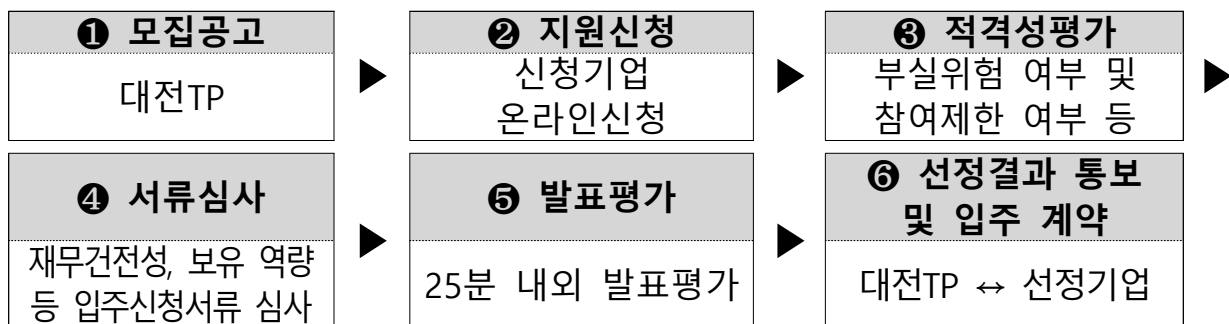 ❶ 모집공고
대전TP
▶
❷ 지원신청
신청기업
온라인신청
▶
❸ 적격성평가
부실위험 여부 및
참여제한 여부 등
▶
❹ 서류심사
재무건전성, 보유 역량
등 입주신청서류 심사
▶
❺ 발표평가
25분 내외 발표평가
▶
❻ 선정결과 통보
및 입주 계약
대전TP ↔ 선정기업